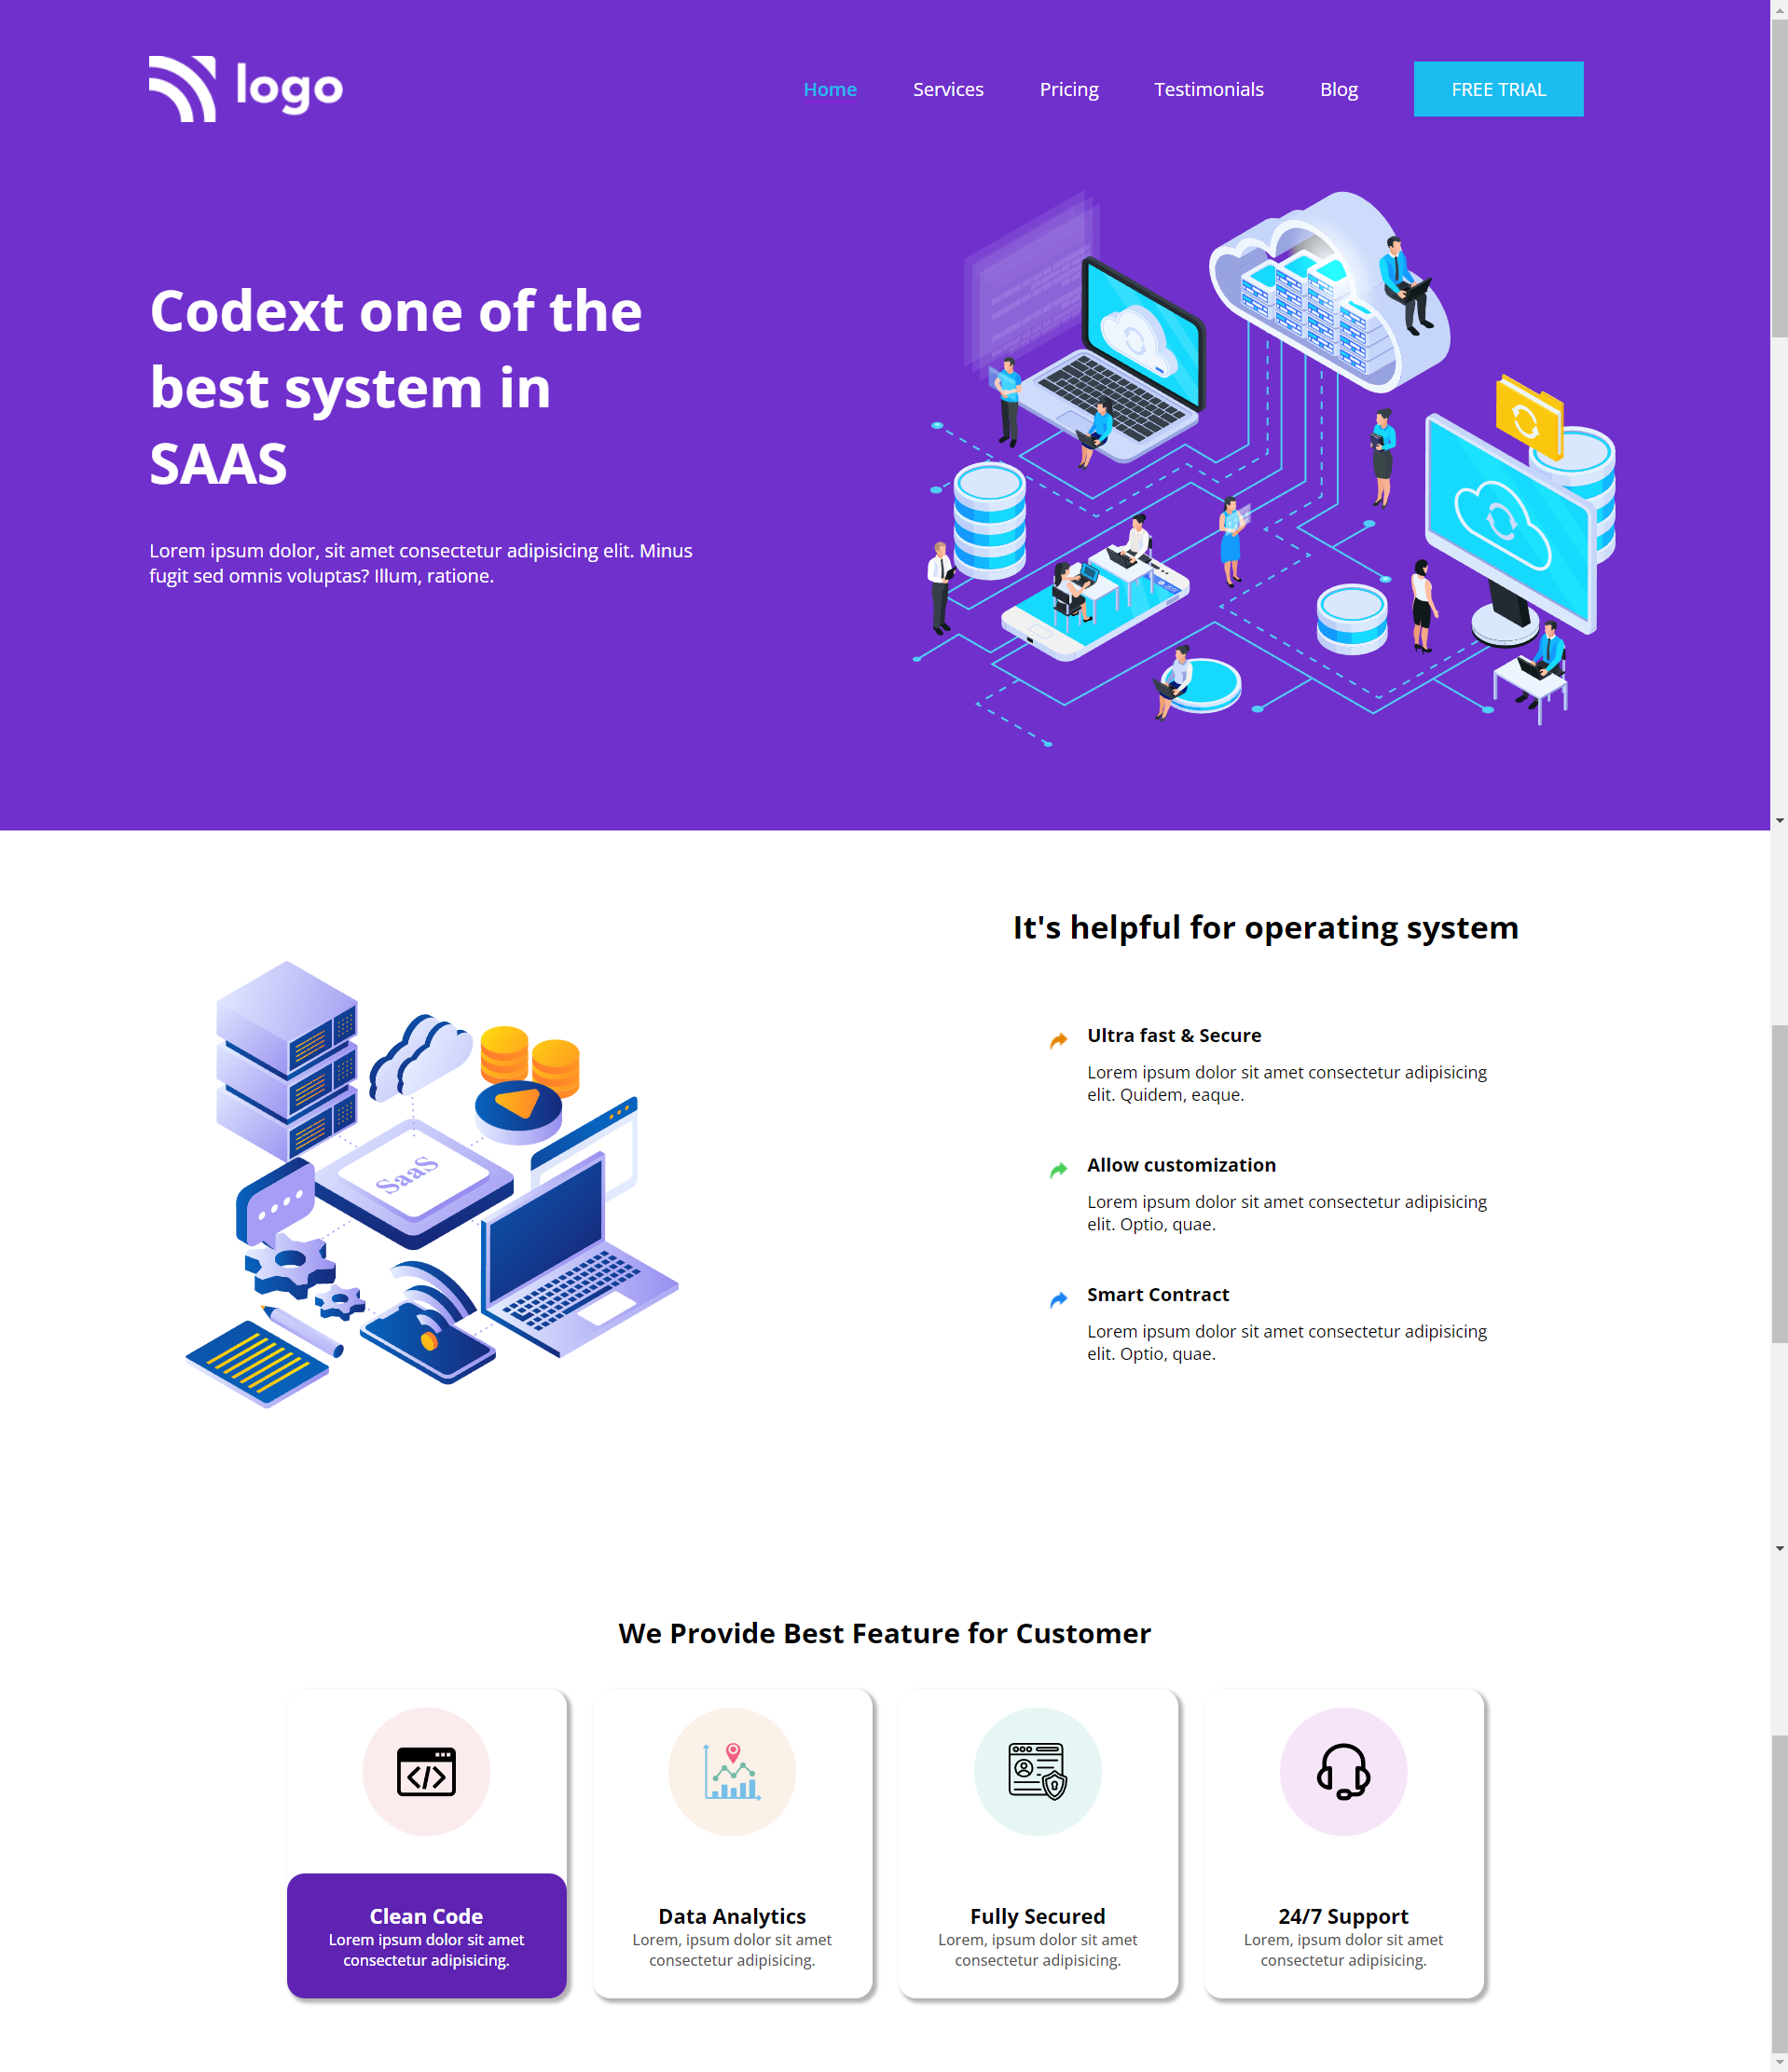 logo
Home Services Pricing Testimonials Blog FREE TRIAL
Codext one of the
best system in
SAAS
Lorem ipsum dolor, sit amet consectetur adipisicing elit. Minus
fugit sed omnis voluptas? Illum, ratione.
It's helpful for operating system
SaaS
Ultra fast & Secure
Lorem ipsum dolor sit amet consectetur adipisicing
elit. Quidem, eaque.
Allow customization
Lorem ipsum dolor sit amet consectetur adipisicing
elit. Optio, quae.
Smart Contract
Lorem ipsum dolor sit amet consectetur adipisicing
elit. Optio, quae.
We Provide Best Feature for Customer
Clean Code
Lorem ipsum dolor sit amet
consectetur adipisicing.
Data Analytics
Lorem, ipsum dolor sit amet
consectetur adipisicing.
Fully Secured
Lorem, ipsum dolor sit amet
consectetur adipisicing.
24/7 Support
Lorem, ipsum dolor sit amet
consectetur adipisicing.